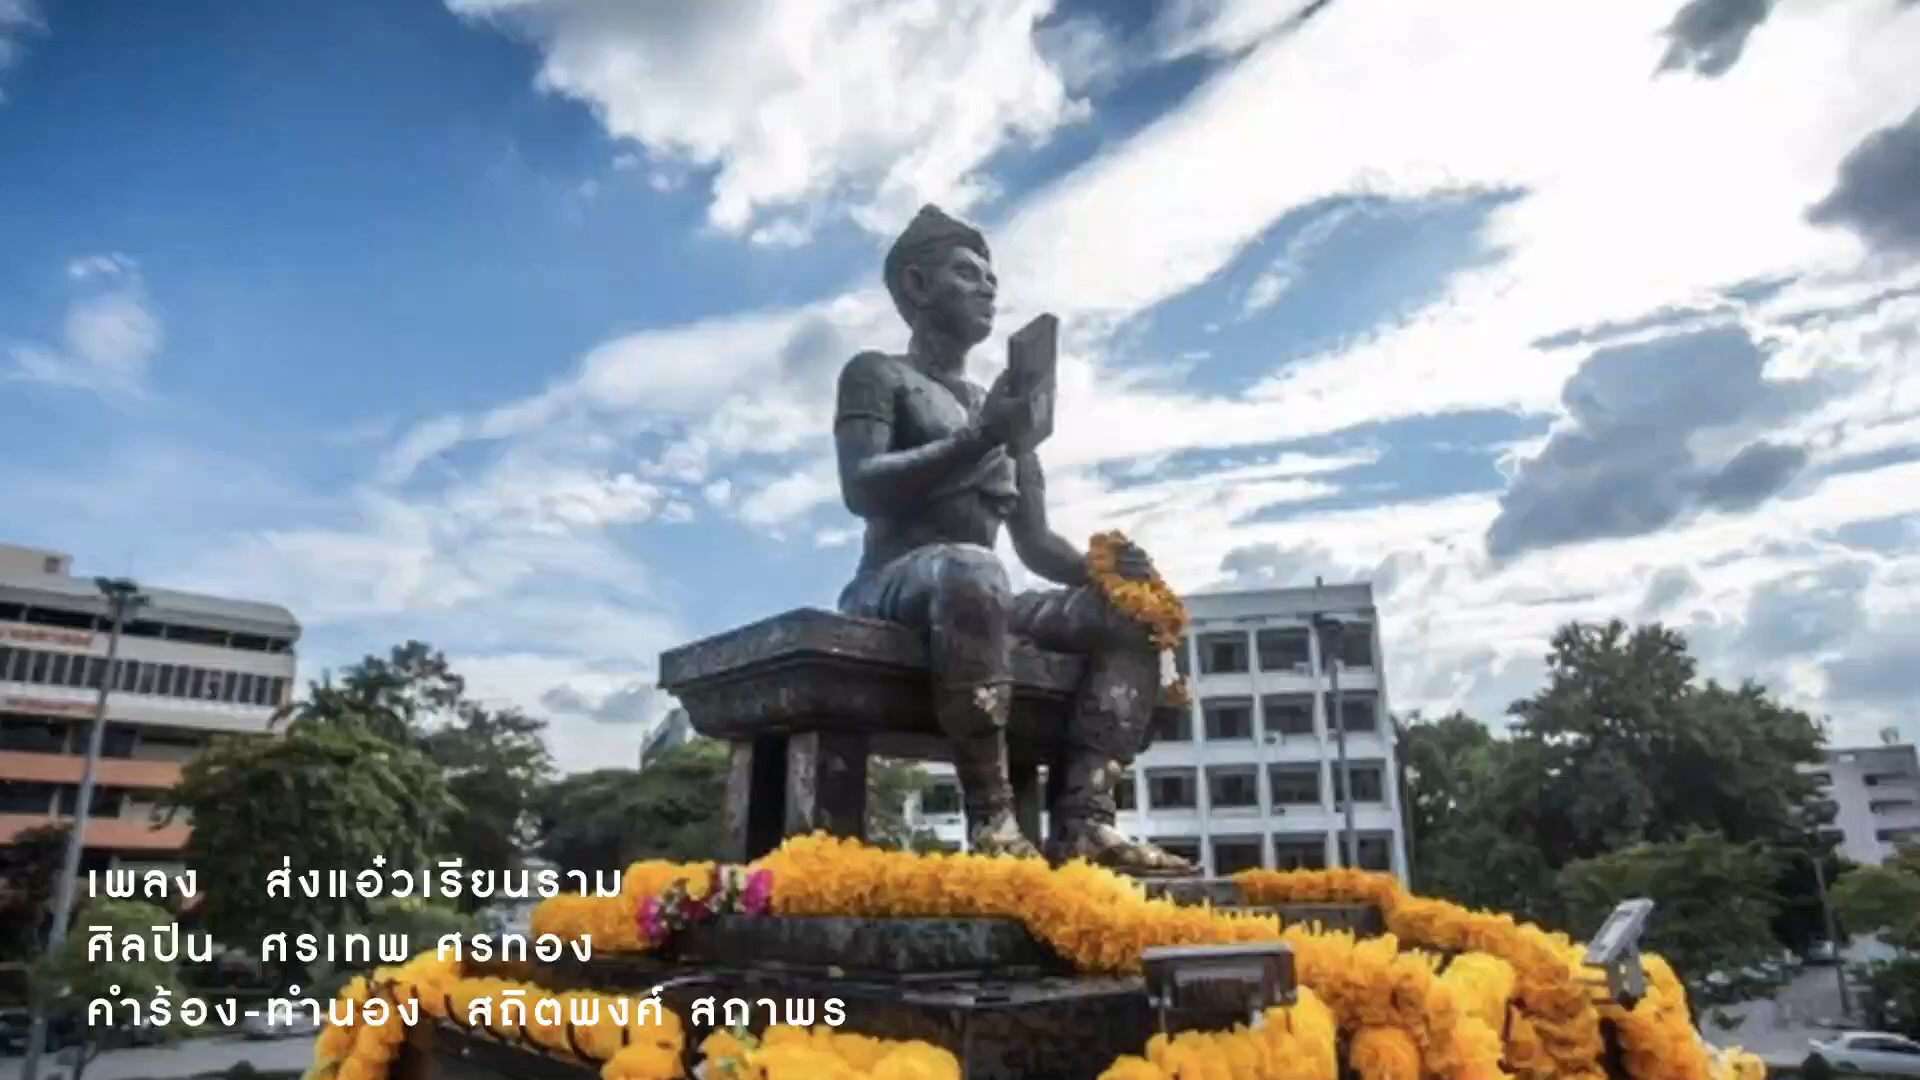 เพลง ส่งแอ๋วเรียนราม
ศิลปิน ศรเทพ ศรทอง
คำร้อง-ทำนอง สถิตพงศ์ สถาพร